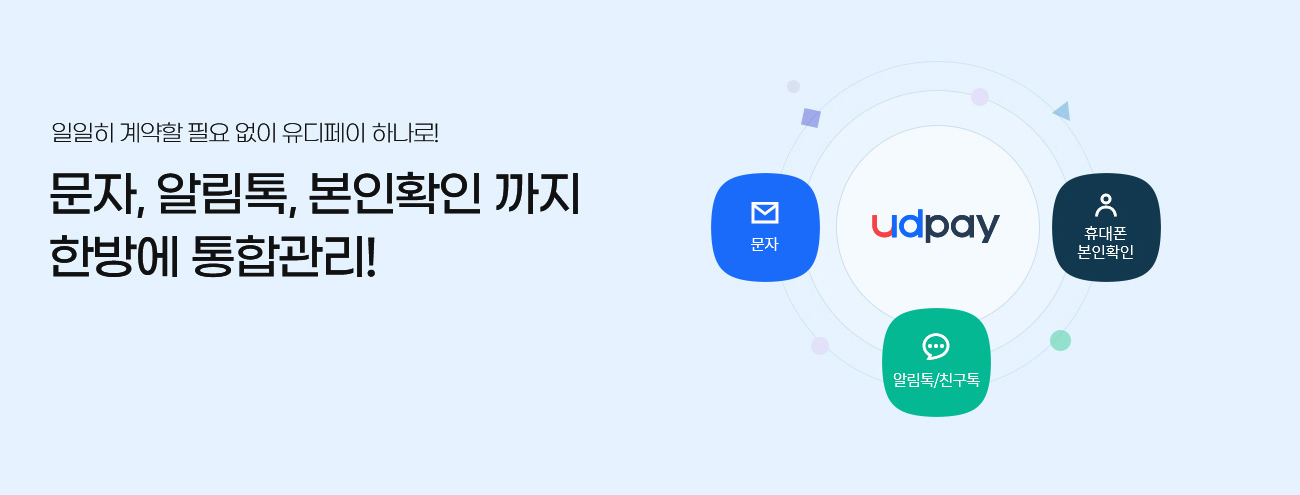 일일히 계약할 필요 없이 유디페이 하나로!
문자, 알림톡, 본인확인 까지
한방에 통합관리!
문자
udpay
휴대폰
본인확인
알림톡/친구톡